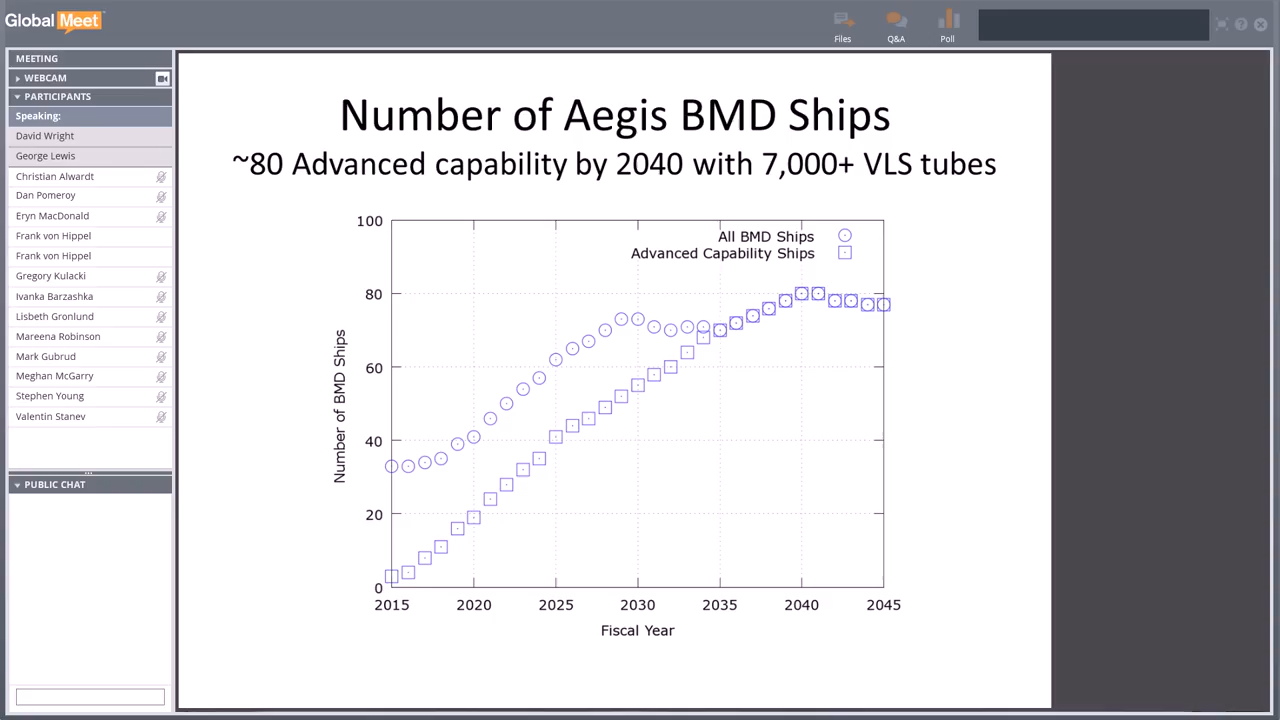 Global Meet
Files
Q&A
Poll
MEETING
WEBCAM
PARTICIPANTS
Speaking:
David Wright
George Lewis
Christian Alwardt
Dan Pomeroy
Eryn MacDonald
Frank von Hippel
Frank von Hippel
Gregory Kulacki
Ivanka Barzashka
Lisbeth Gronlund
Mareena Robinson
Mark Gubrud
Meghan McGarry
Stephen Young
Valentin Stanev
PUBLIC CHAT
Number of Aegis BMD Ships
~80 Advanced capability by 2040 with 7,000+ VLS tubes
All BMD Ships
Advanced Capability Ships
Number of BMD Ships
100
80
60
40
20
0
2015 2020 2025 2030 2035 2040 2045
Fiscal Year